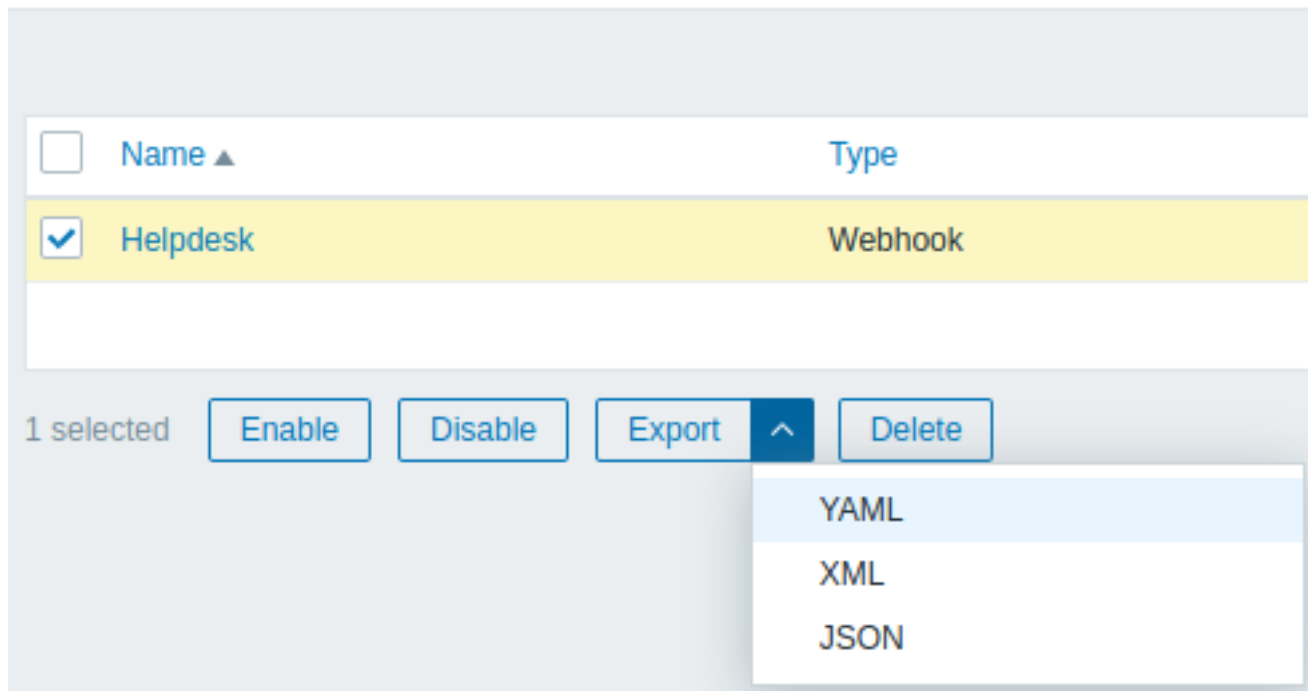 Name Type
Helpdesk Webhook
1 selected Enable Disable Export Delete
YAML
XML
JSON